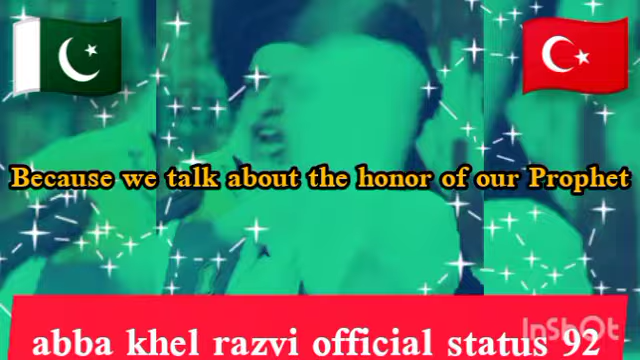 Because we talk about the honor of our Prophet
InShOt
abba khel razvi official status 92